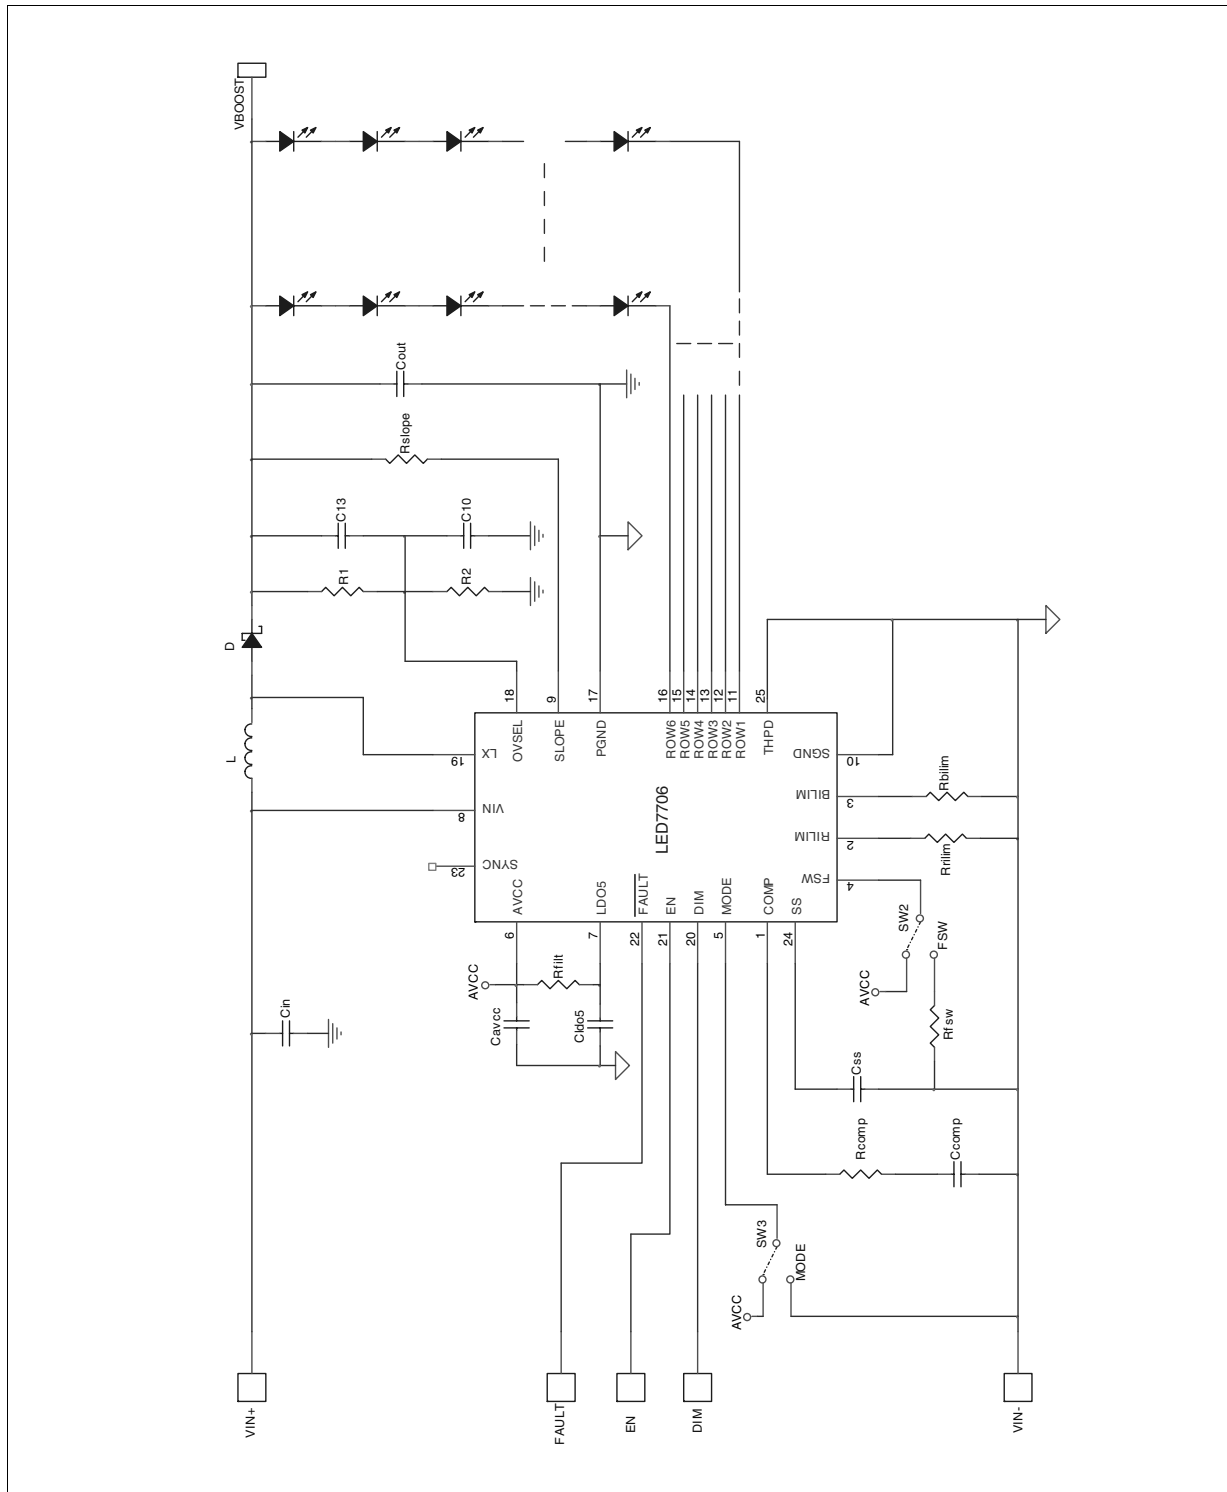 VBOOST
Cout
Rslope
C13
C10
R1
R2
D
L
18
9
17
16
15
14
13
12
11
25
19
LX
OVSEL
SLOPE
PGND
ROW6
ROW5
ROW4
ROW3
ROW2
ROW1
THPD
8
VIN
SGND
10
LED7706
BILIM
3
Rbilim
RILIM
2
Rrilim
23
SYNC
FSW
4
AVCC
LDO5
FAULT
EN
DIM
MODE
COMP
SS
6
7
22
21
20
5
1
24
SW2
FSW
AVCC
Rfilt
AVCC
Cin
Cavcc
Cldo5
Rfsw
Css
Rcomp
Ccomp
SW3
MODE
AVCC
VIN+
FAULT
EN
DIM
VIN-